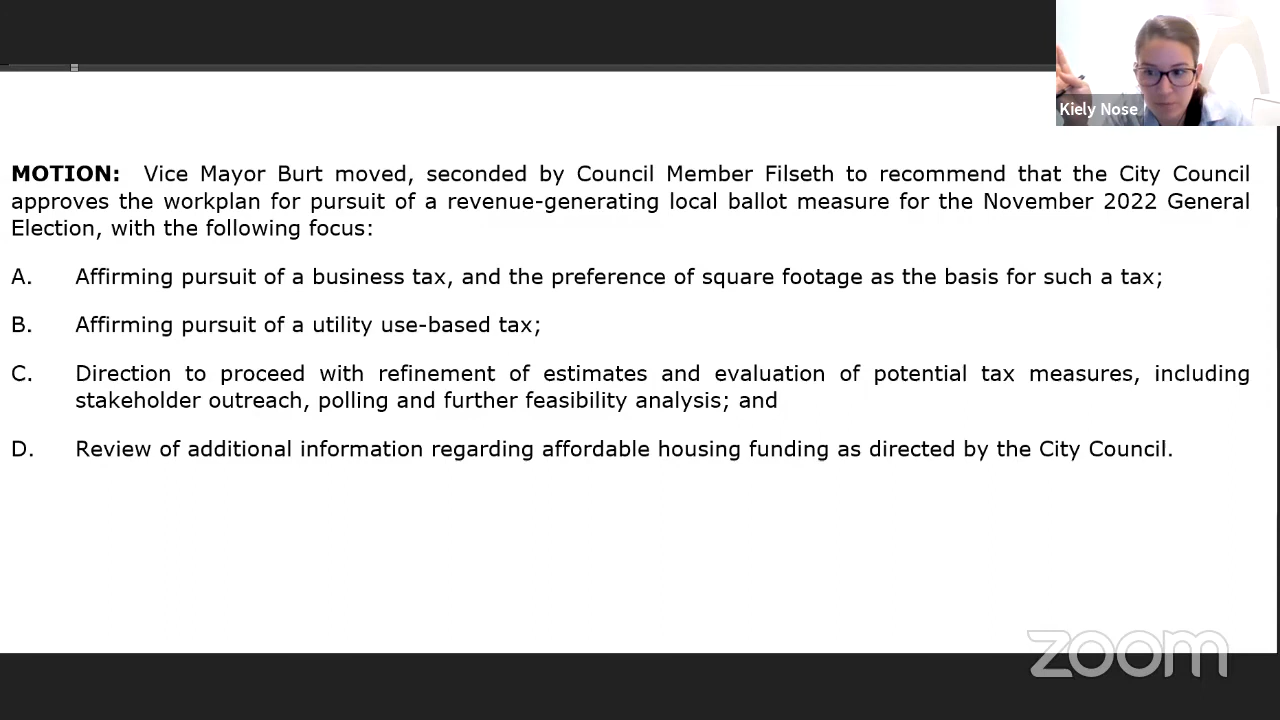 Kiely Nose
MOTION: Vice Mayor Burt moved, seconded by Council Member Filseth to recommend that the City Council
approves the workplan for pursuit of a revenue-generating local ballot measure for the November 2022 General
Election, with the following focus:
A. Affirming pursuit of a business tax, and the preference of square footage as the basis for such a tax;
B. Affirming pursuit of a utility use-based tax;
C. Direction to proceed with refinement of estimates and evaluation of potential tax measures, including
stakeholder outreach, polling and further feasibility analysis; and
D. Review of additional information regarding affordable housing funding as directed by the City Council.
zoom